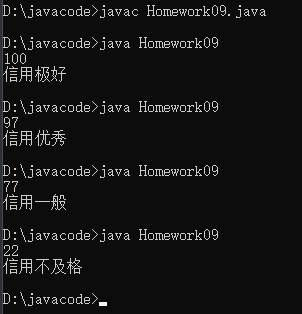 D:\javacode>javac Homework09.java
D:\javacode>java Homework09
100
信用极好
D:\javacode>java Homework09
97
信用优秀
D:\javacode>java Homework09
77
信用一般
D:\javacode>java Homework09
22
信用不及格
D:\javacode>